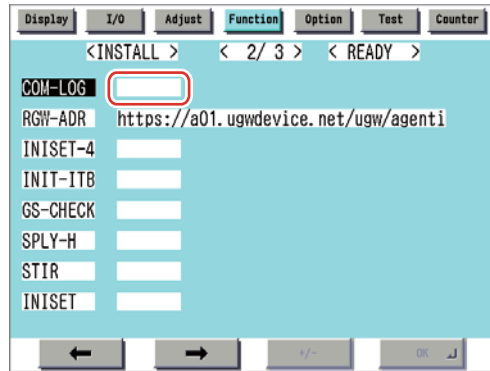 Display I/O Adjust Function Option Test Counter
<INSTALL > < 2/ 3 > < READY >
COM-LOG
RGW-ADR https://a01.ugwdevice.net/ugw/agenti
INISET-4
INIT-ITB
GS-CHECK
SPLY-H
STIR
INISET
+/- OK